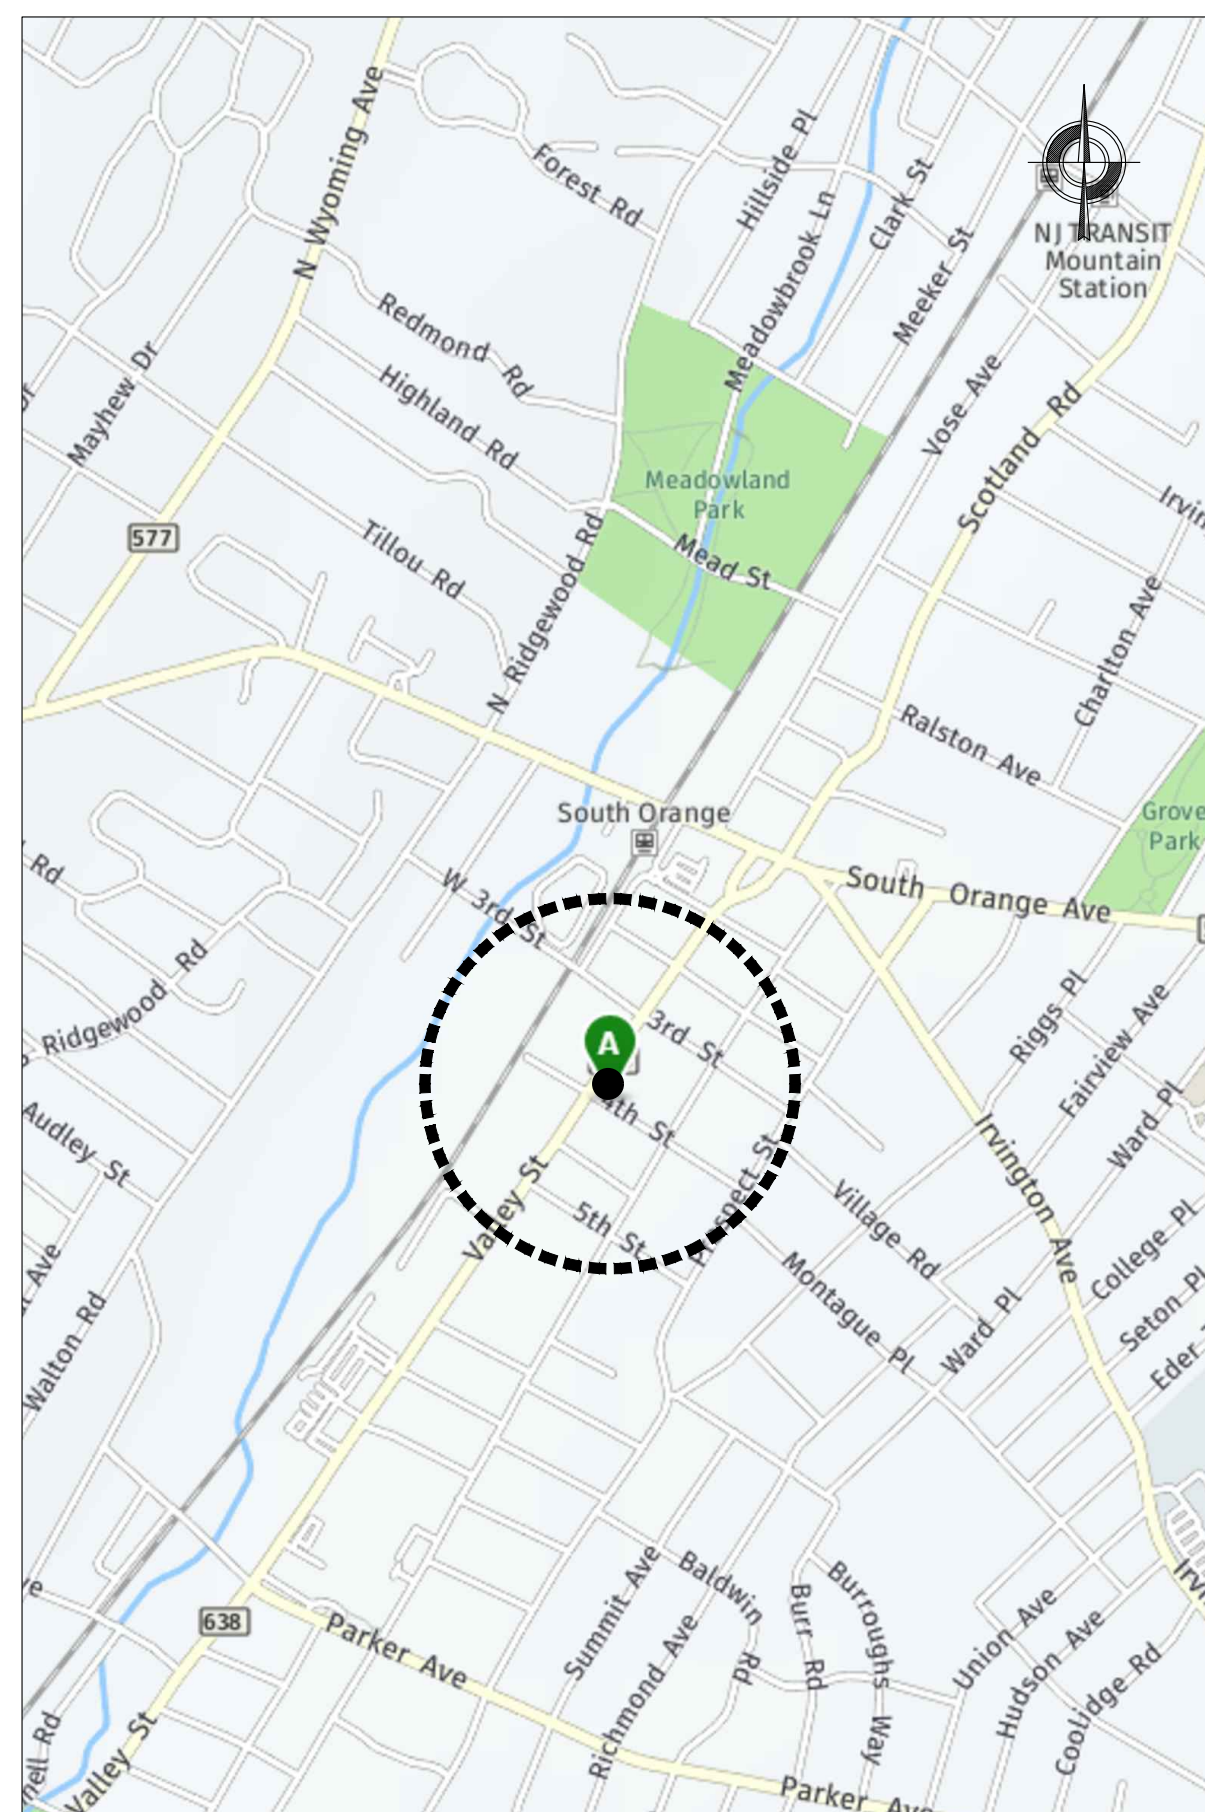 N Wyoming Ave
Forest Rd
Hillside Pl
Meadowbrook Ln
Clark St
Meeker St
NJ TRANSIT
Mountain
Station
Redmond Rd
Highland Rd
Mayhew Dr
Vose Ave
Scotland Rd
Meadowland
Park
Mead St
577
Tillou Rd
N Ridgewood Rd
Charlton Ave
Ralston Ave
South Orange
Grove
Park
Rd
W 3rd St
South Orange Ave
Ridgewood Rd
Riggs Pl
Fairview Ave
3rd St
A
4th St
Audley St
Ward Pl
Irvington Ave
Valley St
5th St
Village Rd
College Pl
Ave
Walton Rd
Montague Pl
Ward Pl
Seton Pl
Eder
Summit Ave
Baldwin Rd
Burr Rd
Burroughs Way
638
Parker Ave
Richmond Ave
Union Ave
Hudson Ave
Coolidge Rd
Rd
Valley St
Parker Ave